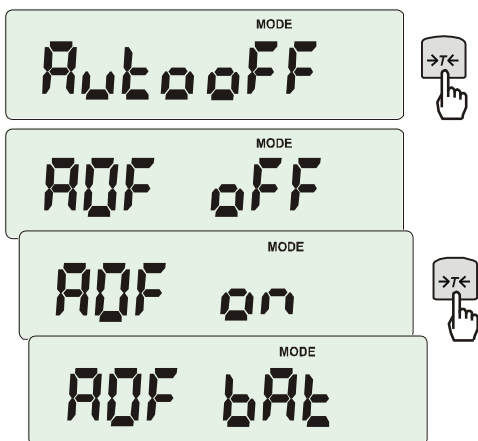 MODE
AutooFF
→T←
MODE
AOF oFF
MODE
AOF on
→T←
MODE
AOF bAt